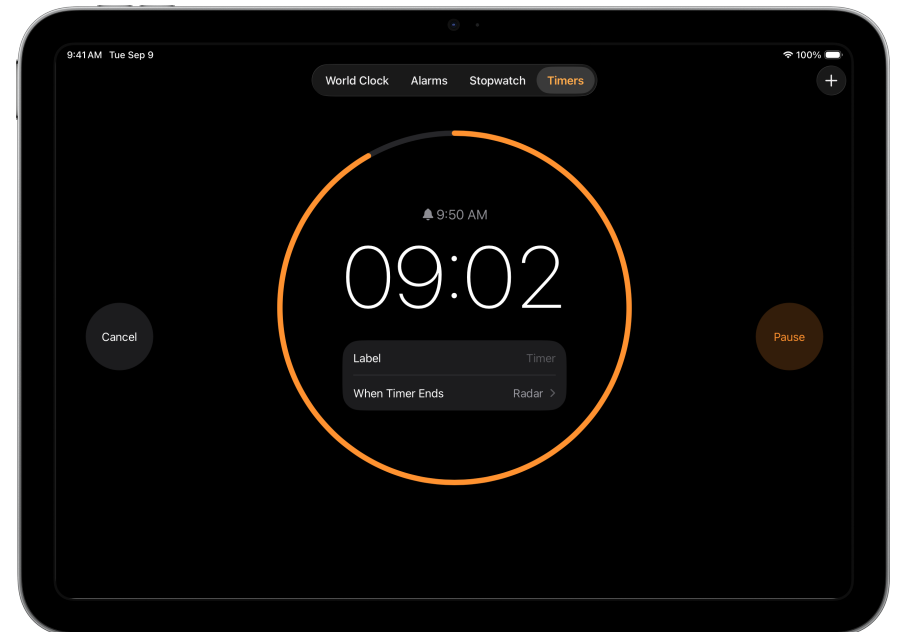 9:41 AM Tue Sep 9
100%
World Clock Alarms Stopwatch Timers
9:50 AM
09:02
Cancel
Pause
Label Timer
When Timer Ends Radar